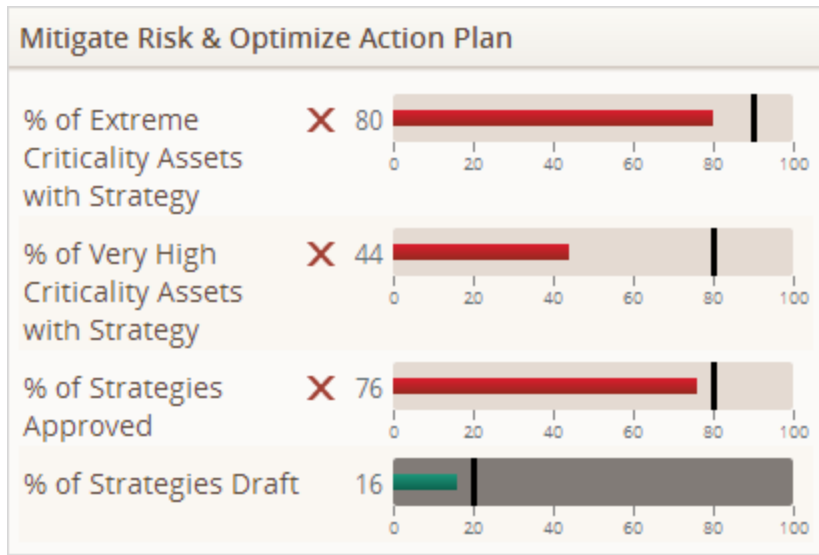 Mitigate Risk & Optimize Action Plan
% of Extreme
Criticality Assets
with Strategy
80
0 20 40 60 80 100
% of Very High
Criticality Assets
with Strategy
44
0 20 40 60 80 100
% of Strategies
Approved
76
0 20 40 60 80 100
% of Strategies Draft
16
0 20 40 60 80 100